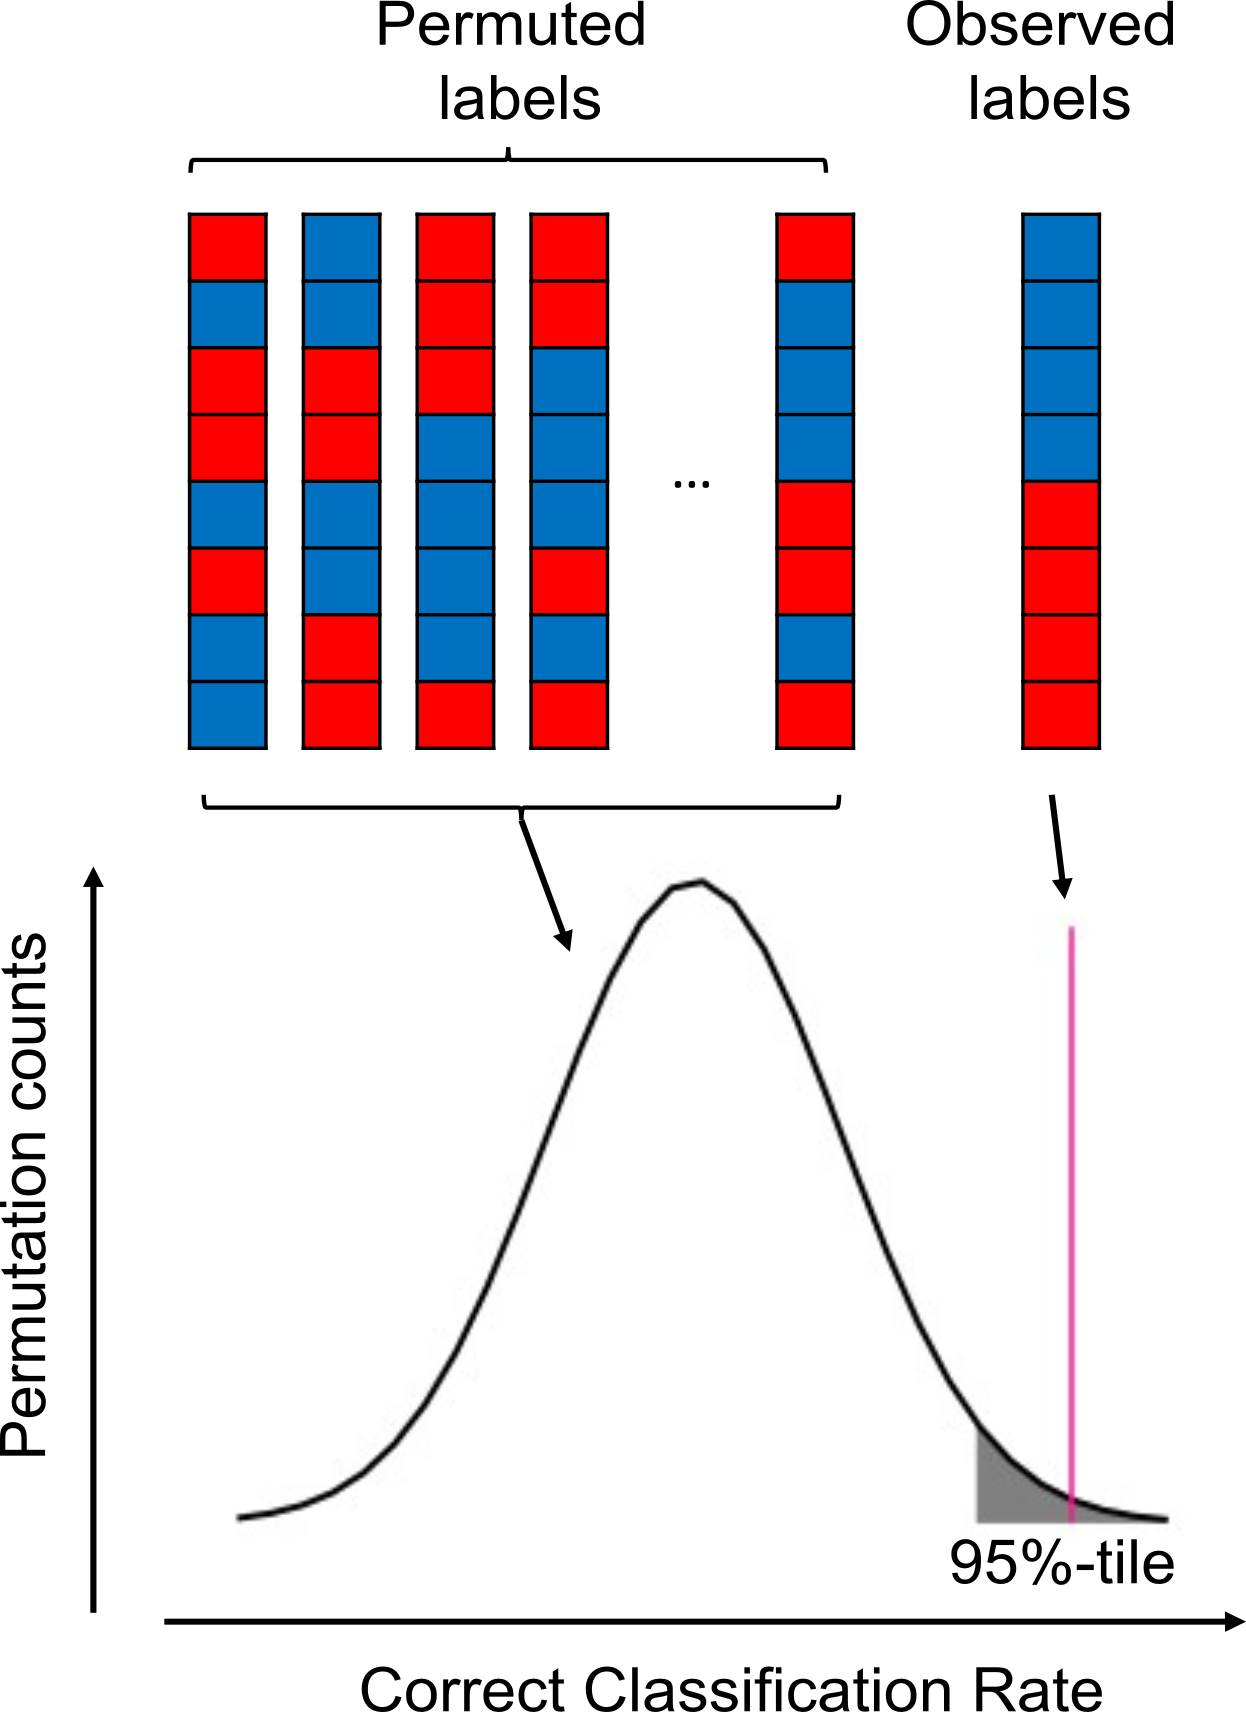 Permuted
labels
Observed
labels
...
Permutation counts
95%-tile
Correct Classification Rate